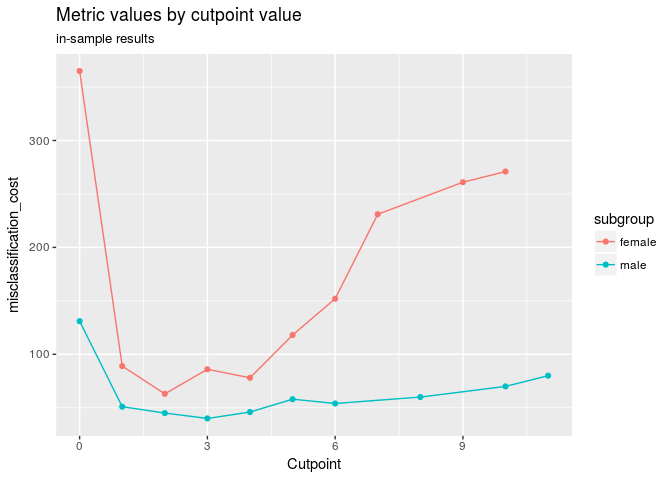 Metric values by cutpoint value
in-sample results
300
200
100
misclassification_cost
0 3 6 9
Cutpoint
subgroup
female
male